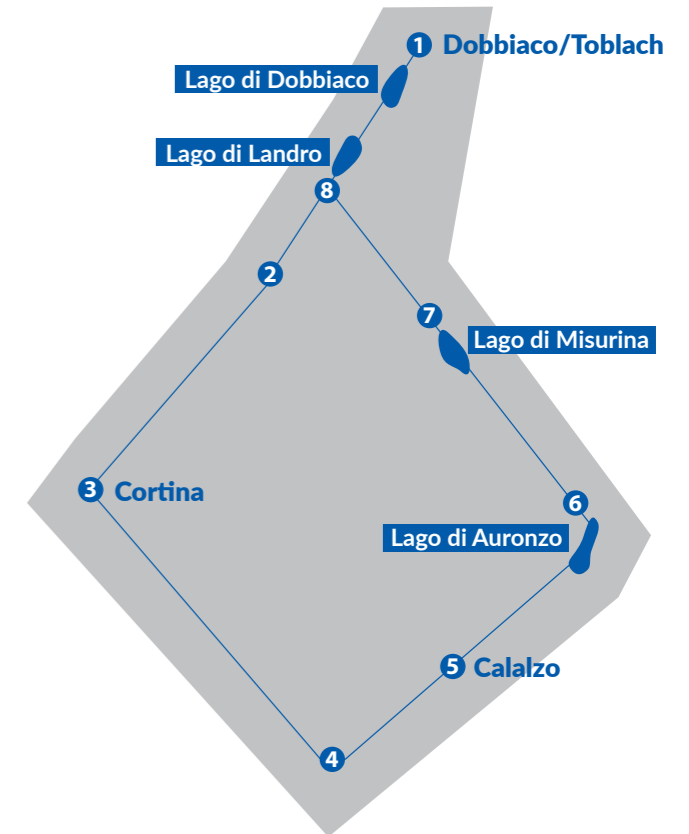 1 Dobbiaco/Toblach
Lago di Dobbiaco
Lago di Landro
8
2
7
Lago di Misurina
3 Cortina
6
Lago di Auronzo
5 Calalzo
4